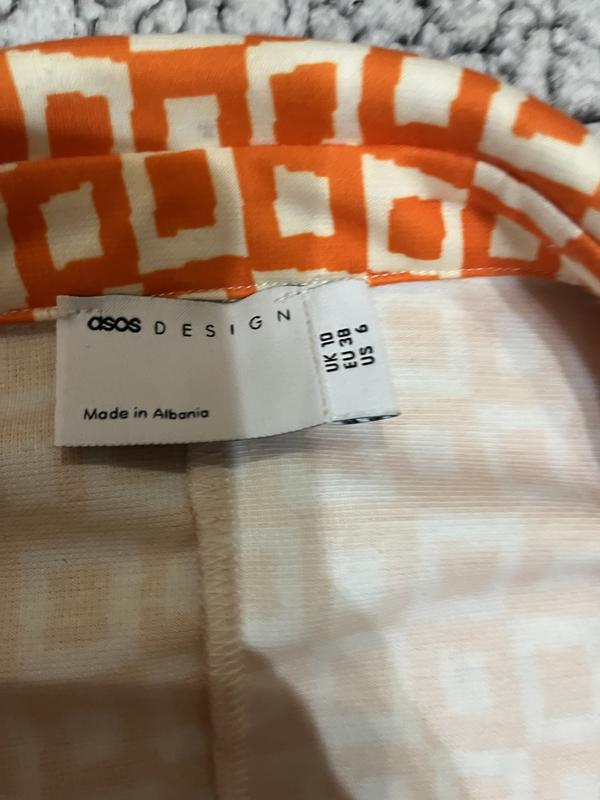 asos DESIGN
Made in Albania
UK 10
EU 38
US 6